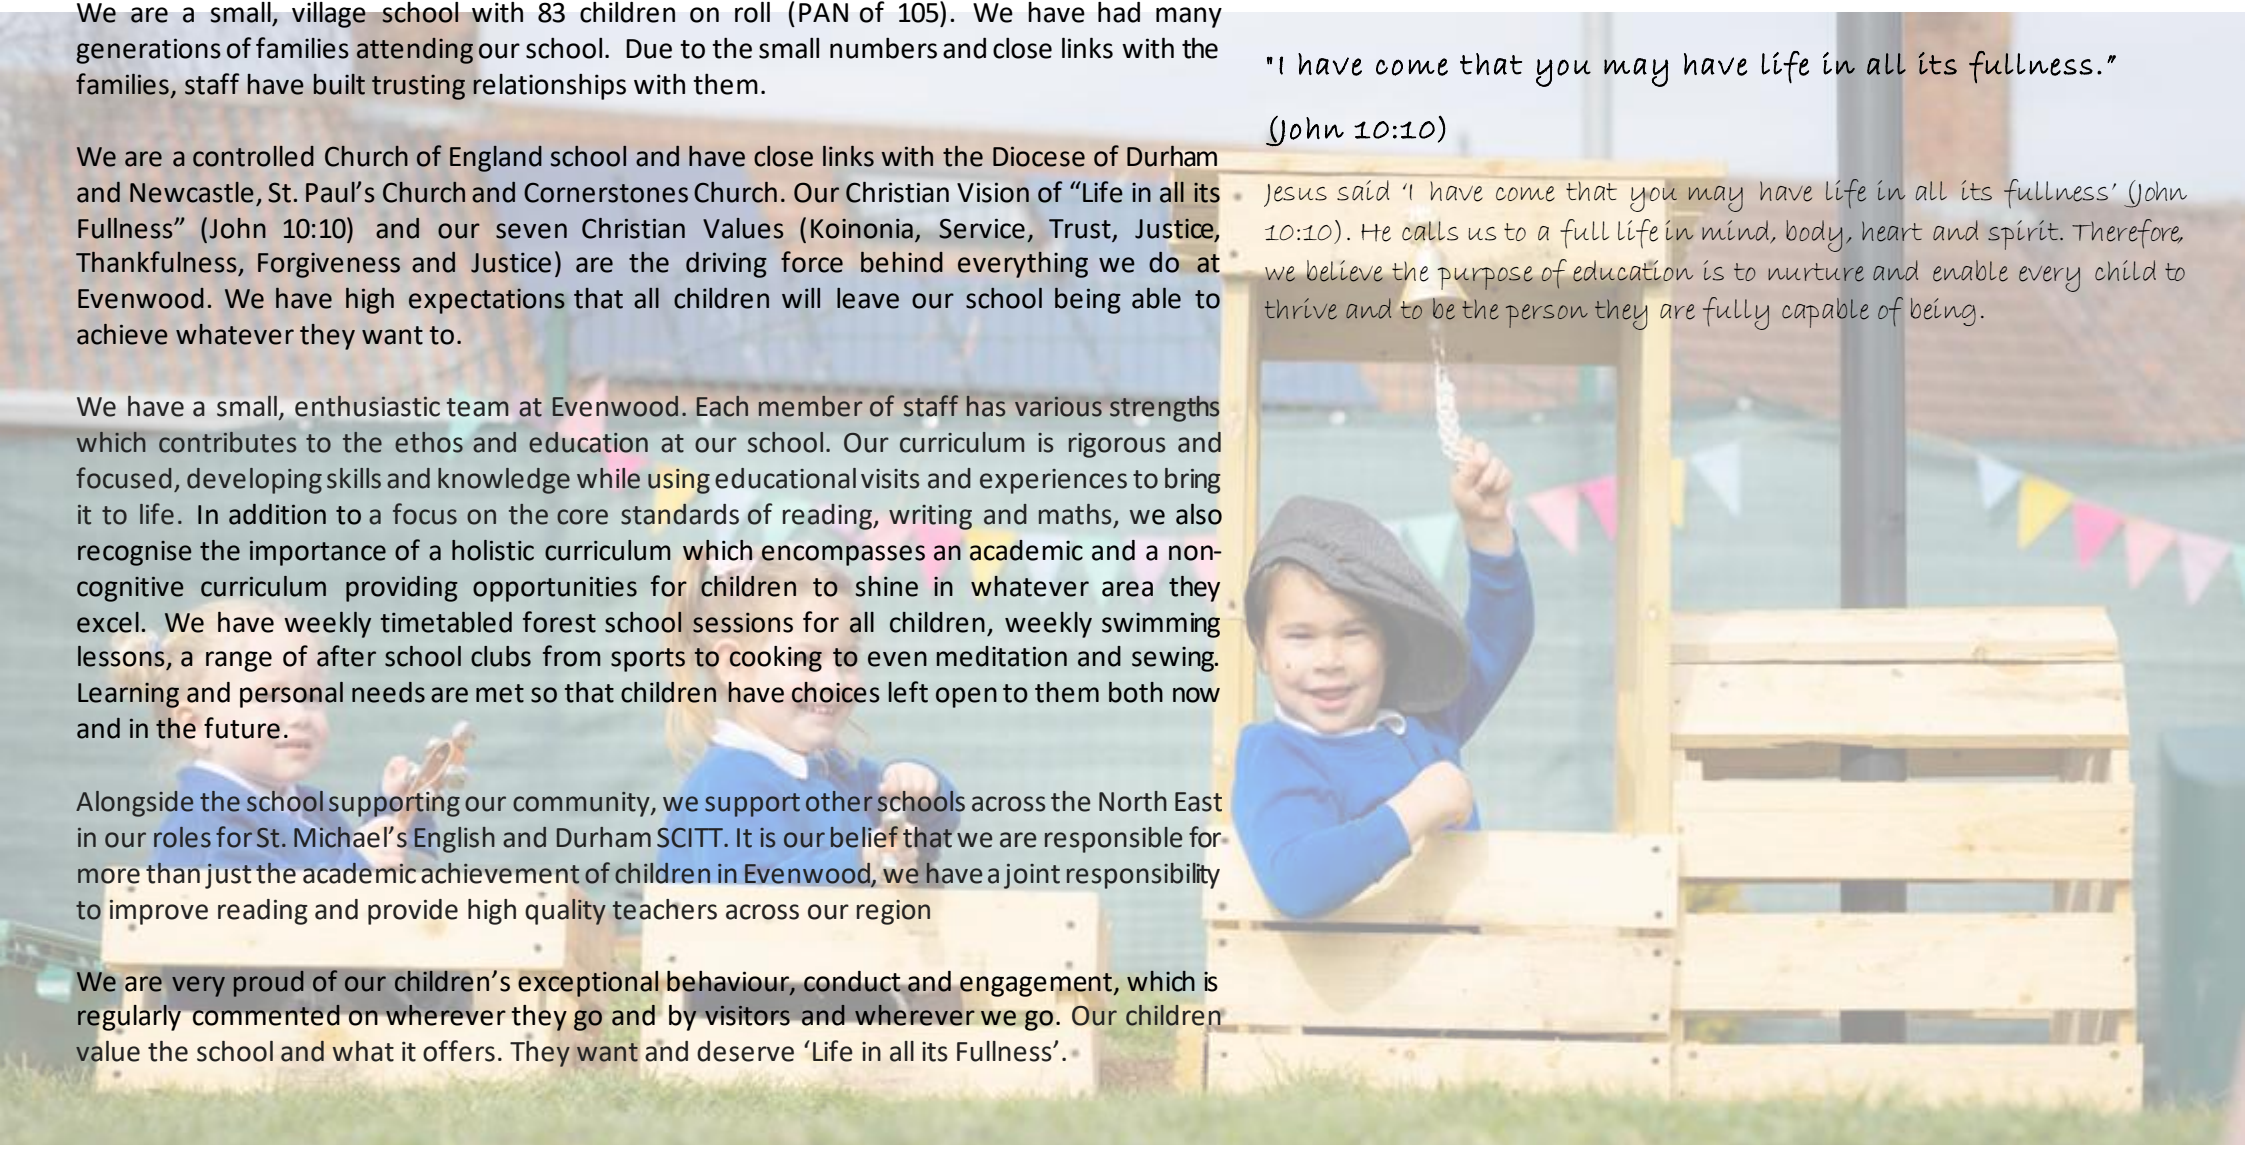 We are a small, village school with 83 children on roll (PAN of 105). We have had many
generations of families attending our school. Due to the small numbers and close links with the
families, staff have built trusting relationships with them.
We are a controlled Church of England school and have close links with the Diocese of Durham
and Newcastle, St. Paul’s Church and Cornerstones Church. Our Christian Vision of “Life in all its
Fullness” (John 10:10) and our seven Christian Values (Koinonia, Service, Trust, Justice,
Thankfulness, Forgiveness and Justice) are the driving force behind everything we do at
Evenwood. We have high expectations that all children will leave our school being able to
achieve whatever they want to.
We have a small, enthusiastic team at Evenwood. Each member of staff has various strengths
which contributes to the ethos and education at our school. Our curriculum is rigorous and
focused, developing skills and knowledge while using educational visits and experiences to bring
it to life. In addition to a focus on the core standards of reading, writing and maths, we also
recognise the importance of a holistic curriculum which encompasses an academic and a non-
cognitive curriculum providing opportunities for children to shine in whatever area they
excel. We have weekly timetabled forest school sessions for all children, weekly swimming
lessons, a range of after school clubs from sports to cooking to even meditation and sewing.
Learning and personal needs are met so that children have choices left open to them both now
and in the future.
Alongside the school supporting our community, we support other schools across the North East
in our roles for St. Michael’s English and Durham SCITT. It is our belief that we are responsible for
more than just the academic achievement of children in Evenwood, we have a joint responsibility
to improve reading and provide high quality teachers across our region
We are very proud of our children’s exceptional behaviour, conduct and engagement, which is
regularly commented on wherever they go and by visitors and wherever we go. Our children
value the school and what it offers. They want and deserve ‘Life in all its Fullness’.
"I have come that you may have life in all its fullness.”
(John 10:10)
Jesus said ‘I have come that you may have life in all its fullness’ (John
10:10). He calls us to a full life in mind, body, heart and spirit. Therefore,
we believe the purpose of education is to nurture and enable every child to
thrive and to be the person they are fully capable of being.